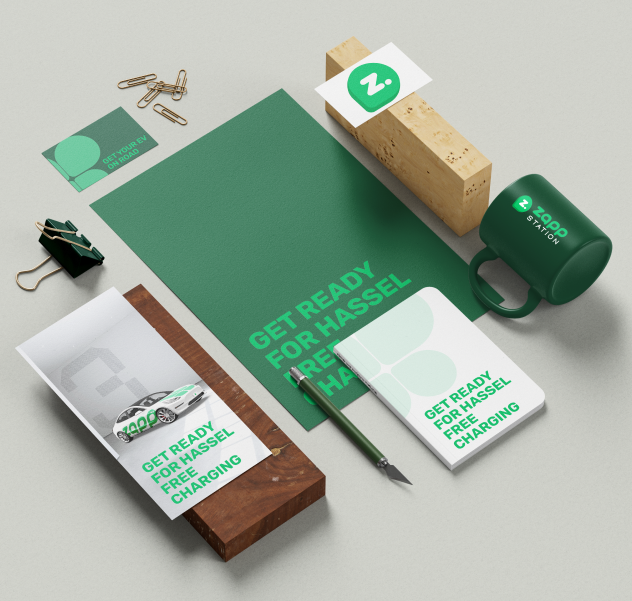 z.
GET YOUR EV
ON ROAD
z.
zapp
STATION
GET READY
FOR HASSEL
FREE
CHA
GET READY
FOR HASSEL
FREE
CHARGING
zapp
GET READY
FOR HASSEL
FREE
CHARGING